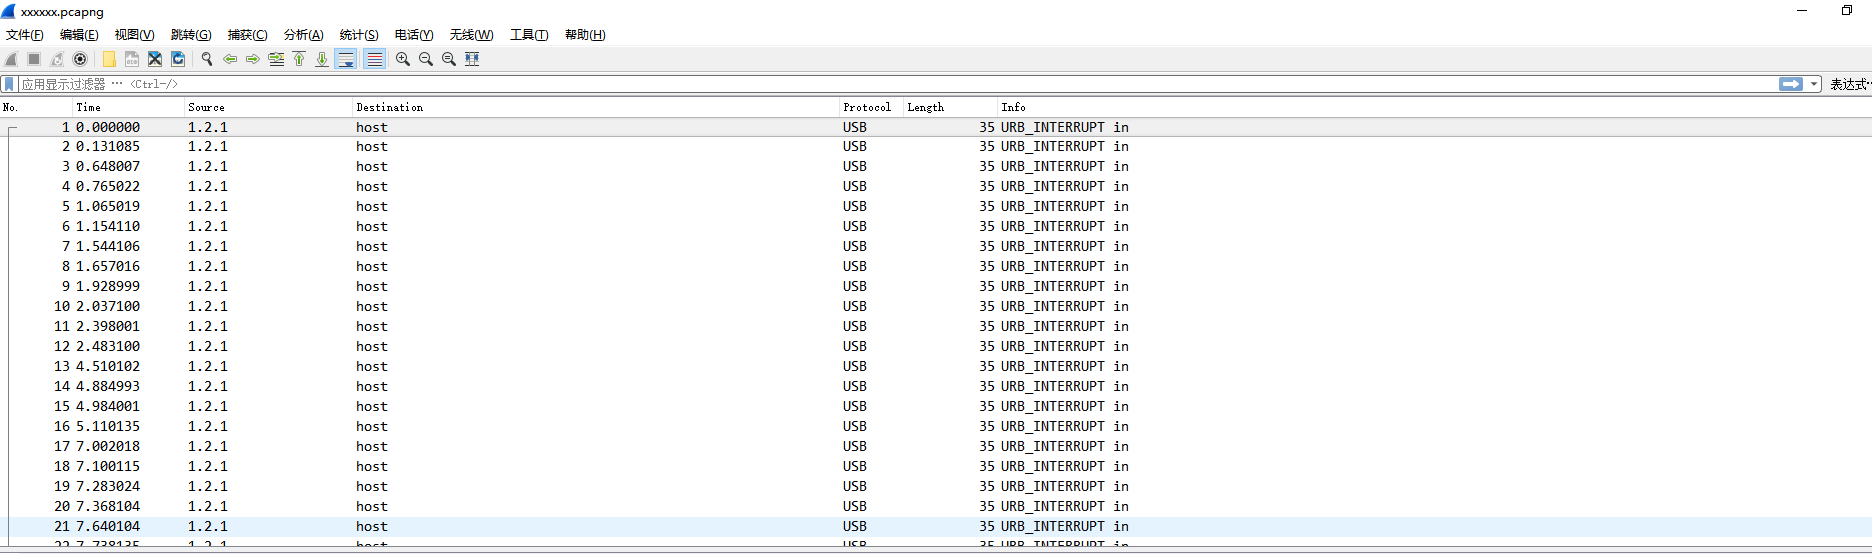 xxxxxx.pcapng
文件(F) 编辑(E) 视图(V) 跳转(G) 捕获(C) 分析(A) 统计(S) 电话(Y) 无线(W) 工具(T) 帮助(H)
应用显示过滤器 … <Ctrl-/> 表达式…
No. Time Source Destination Protocol Length Info
1 0.000000 1.2.1 host USB 35 URB_INTERRUPT in
2 0.131085 1.2.1 host USB 35 URB_INTERRUPT in
3 0.648007 1.2.1 host USB 35 URB_INTERRUPT in
4 0.765022 1.2.1 host USB 35 URB_INTERRUPT in
5 1.065019 1.2.1 host USB 35 URB_INTERRUPT in
6 1.154110 1.2.1 host USB 35 URB_INTERRUPT in
7 1.544106 1.2.1 host USB 35 URB_INTERRUPT in
8 1.657016 1.2.1 host USB 35 URB_INTERRUPT in
9 1.928999 1.2.1 host USB 35 URB_INTERRUPT in
10 2.037100 1.2.1 host USB 35 URB_INTERRUPT in
11 2.398001 1.2.1 host USB 35 URB_INTERRUPT in
12 2.483100 1.2.1 host USB 35 URB_INTERRUPT in
13 4.510102 1.2.1 host USB 35 URB_INTERRUPT in
14 4.884993 1.2.1 host USB 35 URB_INTERRUPT in
15 4.984001 1.2.1 host USB 35 URB_INTERRUPT in
16 5.110135 1.2.1 host USB 35 URB_INTERRUPT in
17 7.002018 1.2.1 host USB 35 URB_INTERRUPT in
18 7.100115 1.2.1 host USB 35 URB_INTERRUPT in
19 7.283024 1.2.1 host USB 35 URB_INTERRUPT in
20 7.368104 1.2.1 host USB 35 URB_INTERRUPT in
21 7.640104 1.2.1 host USB 35 URB_INTERRUPT in
22 7.738135 1.2.1 host USB 35 URB_INTERRUPT in